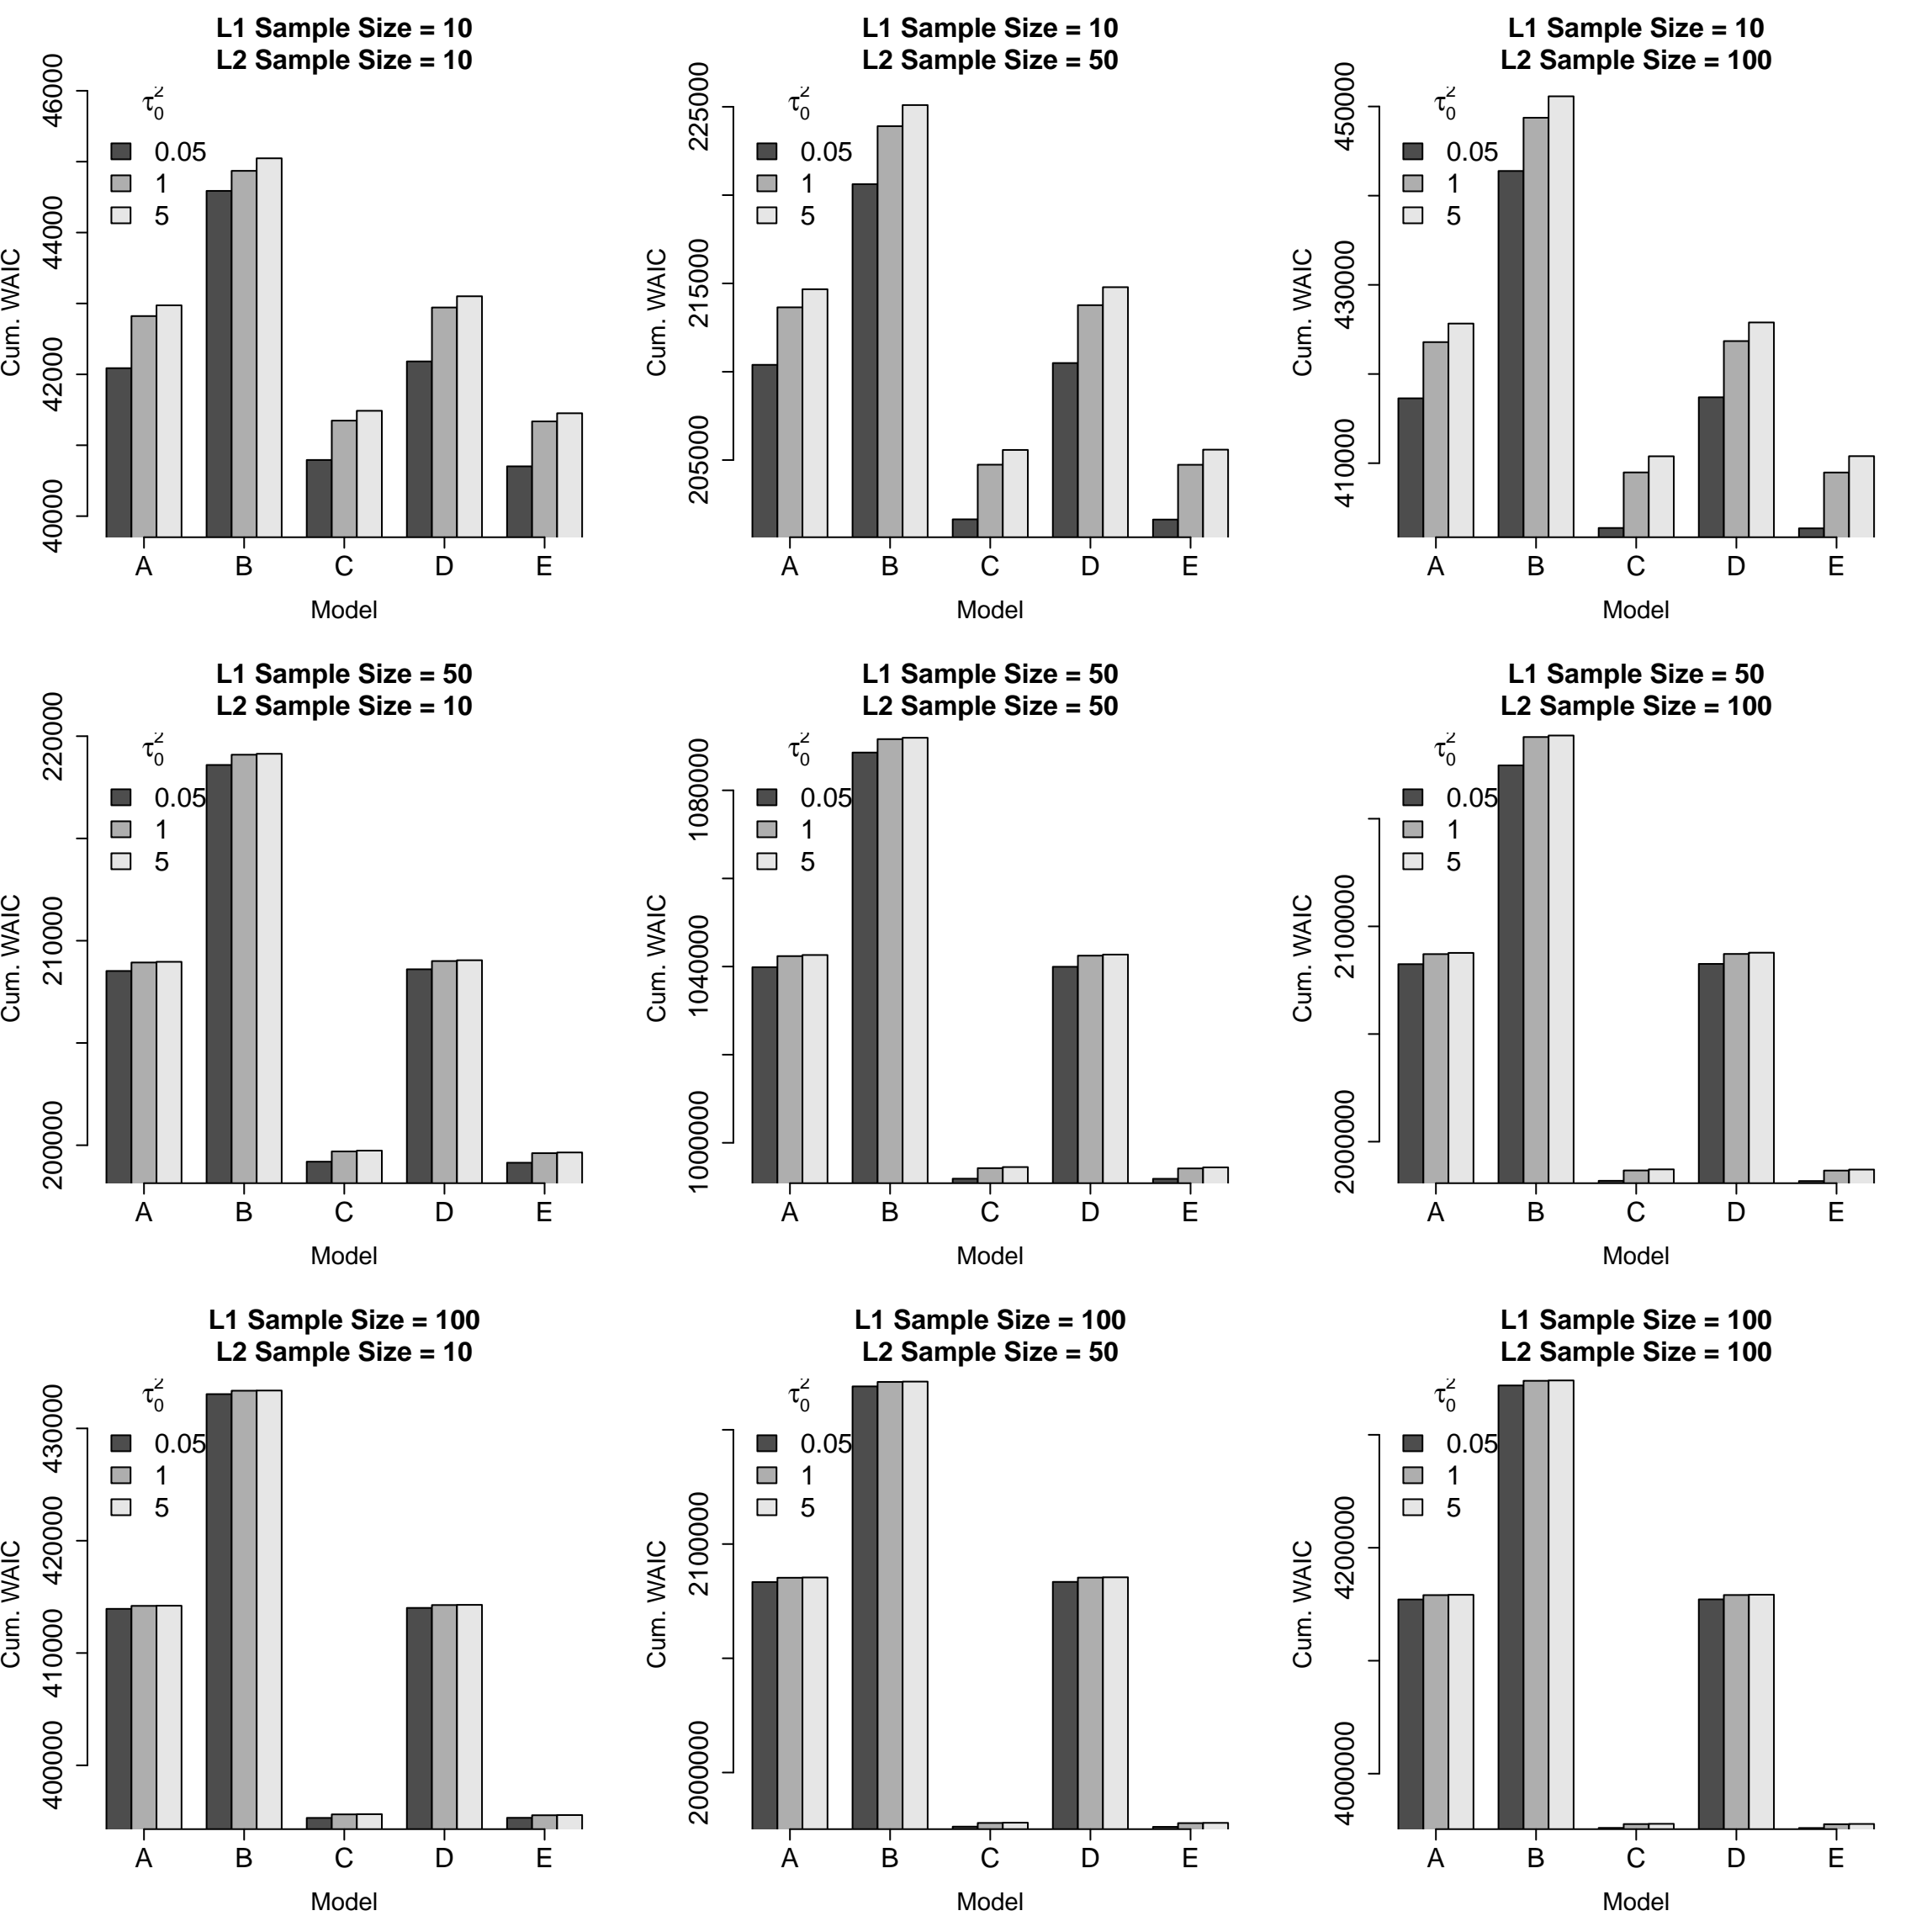 L1 Sample Size = 10
L2 Sample Size = 10
τ₀²
0.05
1
5
Cum. WAIC
40000 42000 44000 46000
A B C D E
Model
L1 Sample Size = 10
L2 Sample Size = 50
τ₀²
0.05
1
5
Cum. WAIC
205000 215000 225000
A B C D E
Model
L1 Sample Size = 10
L2 Sample Size = 100
τ₀²
0.05
1
5
Cum. WAIC
410000 430000 450000
A B C D E
Model
L1 Sample Size = 50
L2 Sample Size = 10
τ₀²
0.05
1
5
Cum. WAIC
200000 210000 220000
A B C D E
Model
L1 Sample Size = 50
L2 Sample Size = 50
τ₀²
0.05
1
5
Cum. WAIC
1000000 1040000 1080000
A B C D E
Model
L1 Sample Size = 50
L2 Sample Size = 100
τ₀²
0.05
1
5
Cum. WAIC
2000000 2100000
A B C D E
Model
L1 Sample Size = 100
L2 Sample Size = 10
τ₀²
0.05
1
5
Cum. WAIC
400000 410000 420000 430000
A B C D E
Model
L1 Sample Size = 100
L2 Sample Size = 50
τ₀²
0.05
1
5
Cum. WAIC
2000000 2100000
A B C D E
Model
L1 Sample Size = 100
L2 Sample Size = 100
τ₀²
0.05
1
5
Cum. WAIC
4000000 4200000
A B C D E
Model